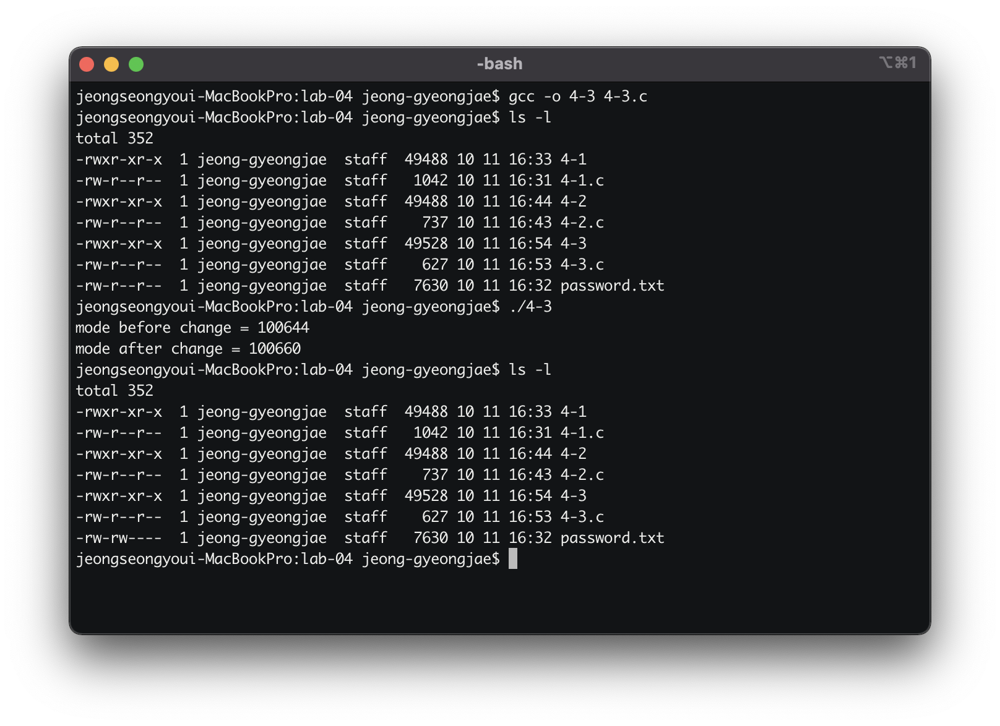 -bash
⌥⌘1
jeongseongyoui-MacBookPro:lab-04 jeong-gyeongjae$ gcc -o 4-3 4-3.c
jeongseongyoui-MacBookPro:lab-04 jeong-gyeongjae$ ls -l
total 352
-rwxr-xr-x  1 jeong-gyeongjae  staff  49488 10 11 16:33 4-1
-rw-r--r--  1 jeong-gyeongjae  staff   1042 10 11 16:31 4-1.c
-rwxr-xr-x  1 jeong-gyeongjae  staff  49488 10 11 16:44 4-2
-rw-r--r--  1 jeong-gyeongjae  staff    737 10 11 16:43 4-2.c
-rwxr-xr-x  1 jeong-gyeongjae  staff  49528 10 11 16:54 4-3
-rw-r--r--  1 jeong-gyeongjae  staff    627 10 11 16:53 4-3.c
-rw-r--r--  1 jeong-gyeongjae  staff   7630 10 11 16:32 password.txt
jeongseongyoui-MacBookPro:lab-04 jeong-gyeongjae$ ./4-3
mode before change = 100644
mode after change = 100660
jeongseongyoui-MacBookPro:lab-04 jeong-gyeongjae$ ls -l
total 352
-rwxr-xr-x  1 jeong-gyeongjae  staff  49488 10 11 16:33 4-1
-rw-r--r--  1 jeong-gyeongjae  staff   1042 10 11 16:31 4-1.c
-rwxr-xr-x  1 jeong-gyeongjae  staff  49488 10 11 16:44 4-2
-rw-r--r--  1 jeong-gyeongjae  staff    737 10 11 16:43 4-2.c
-rwxr-xr-x  1 jeong-gyeongjae  staff  49528 10 11 16:54 4-3
-rw-r--r--  1 jeong-gyeongjae  staff    627 10 11 16:53 4-3.c
-rw-rw----  1 jeong-gyeongjae  staff   7630 10 11 16:32 password.txt
jeongseongyoui-MacBookPro:lab-04 jeong-gyeongjae$